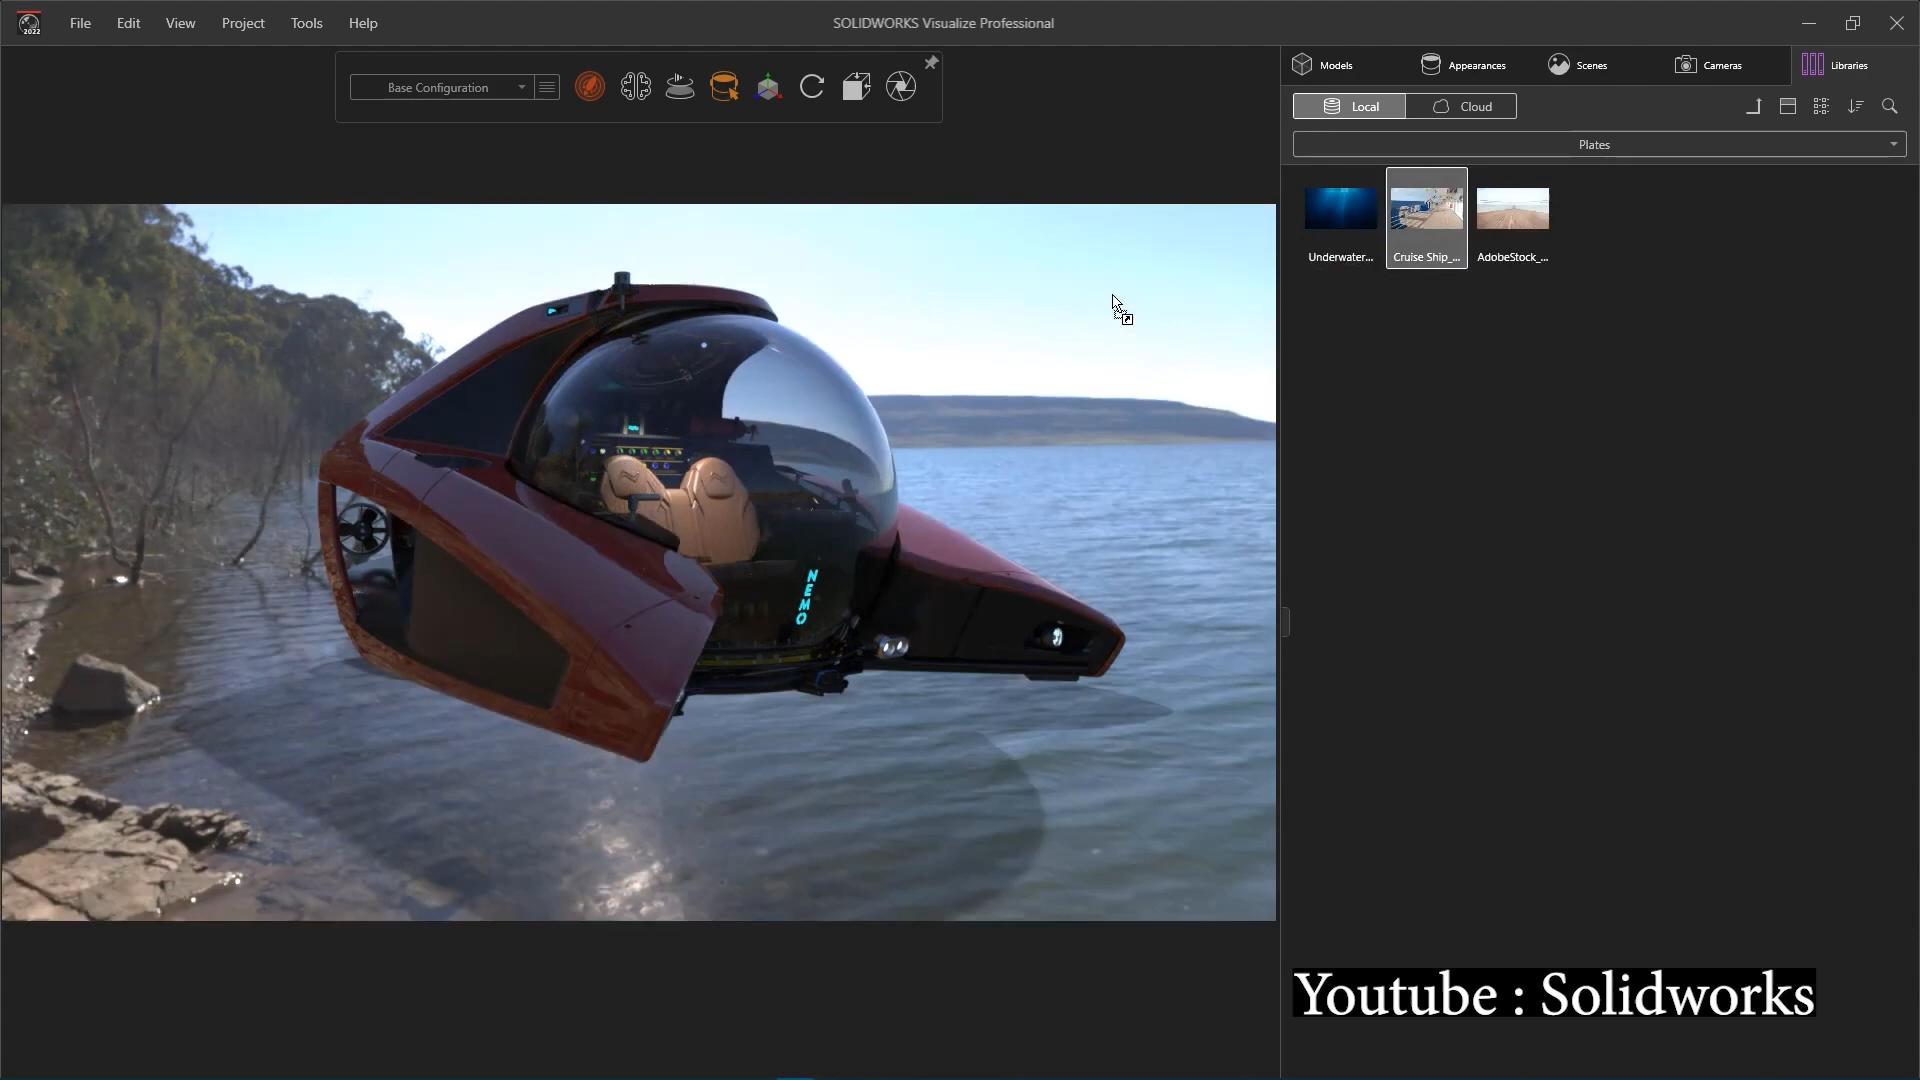 2022
File Edit View Project Tools Help
SOLIDWORKS Visualize Professional
Base Configuration
Models Appearances Scenes Cameras Libraries
Local Cloud
Plates
Underwater... Cruise Ship_... AdobeStock_...
NEMO
Youtube : Solidworks